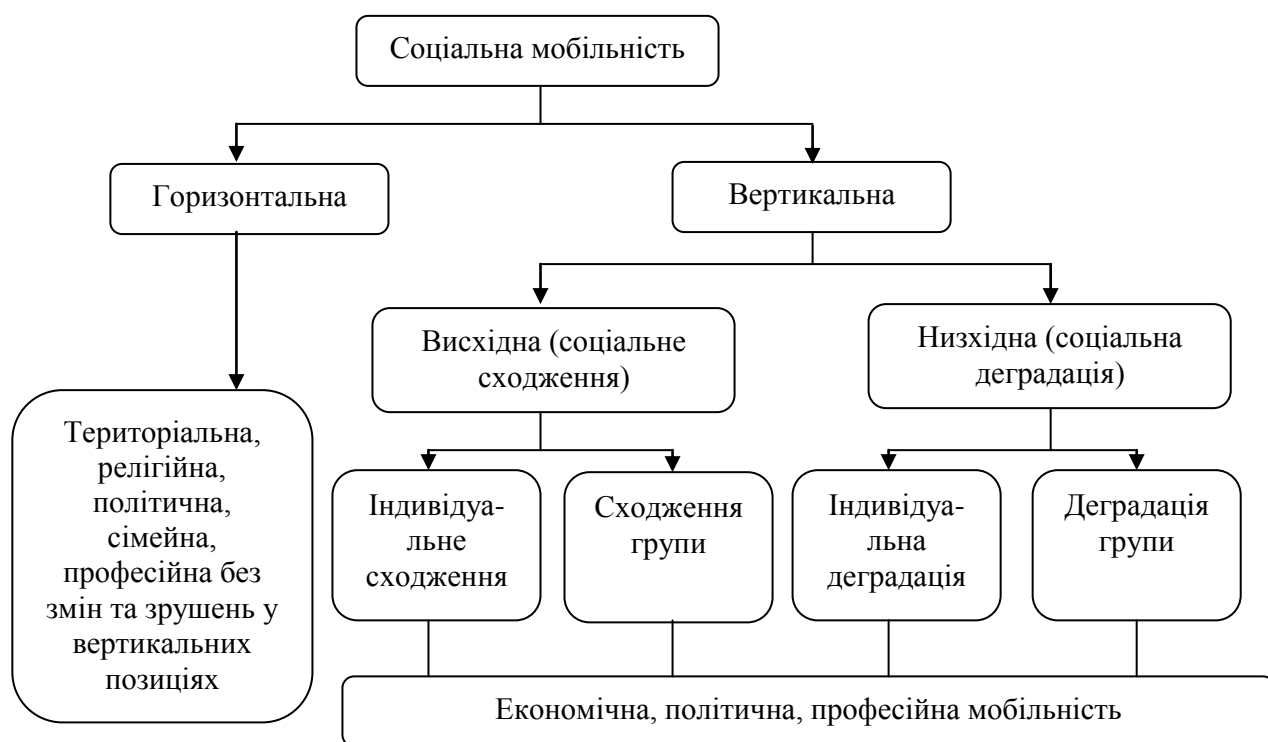 Соціальна мобільність
Горизонтальна
Вертикальна
Висхідна (соціальне
сходження)
Низхідна (соціальна
деградація)
Територіальна,
релігійна,
політична,
сімейна,
професійна без
змін та зрушень у
вертикальних
позиціях
Індивідуа-
льне
сходження
Сходження
групи
Індивідуа-
льна
деградація
Деградація
групи
Економічна, політична, професійна мобільність